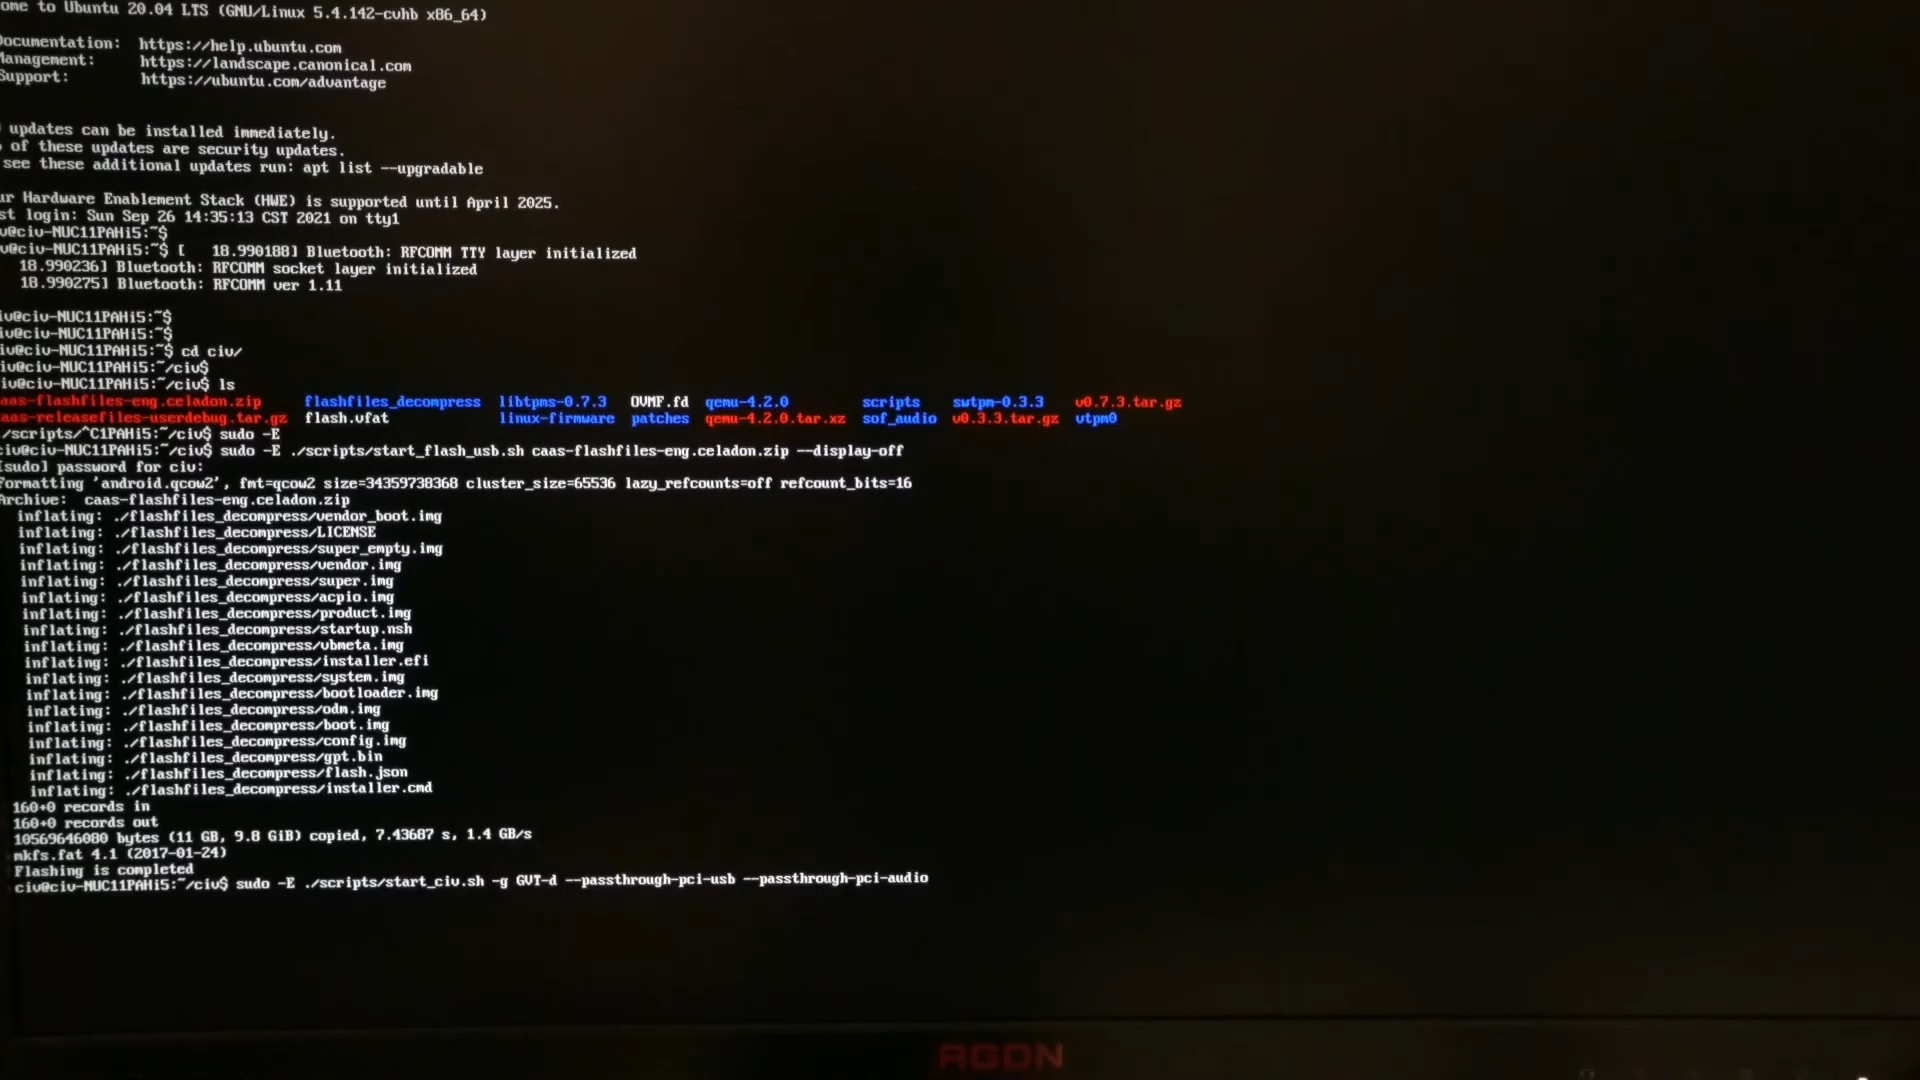 ome to Ubuntu 20.04 LTS (GNU/Linux 5.4.142-cvhb x86_64)
Documentation: https://help.ubuntu.com
Management: https://landscape.canonical.com
Support: https://ubuntu.com/advantage
updates can be installed immediately.
of these updates are security updates.
see these additional updates run: apt list --upgradable
ur Hardware Enablement Stack (HWE) is supported until April 2025.
st login: Sun Sep 26 14:35:13 CST 2021 on tty1
v@civ-NUC11PAHi5:~$
v@civ-NUC11PAHi5:~$ [ 18.990188] Bluetooth: RFCOMM TTY layer initialized
18.990236] Bluetooth: RFCOMM socket layer initialized
18.990275] Bluetooth: RFCOMM ver 1.11
iv@civ-NUC11PAHi5:~$
iv@civ-NUC11PAHi5:~$
iv@civ-NUC11PAHi5:~$ cd civ/
iv@civ-NUC11PAHi5:~/civ$
iv@civ-NUC11PAHi5:~/civ$ ls
aas-flashfiles-eng.celadon.zip flashfiles_decompress libtpms-0.7.3 OVMF.fd qemu-4.2.0 scripts swtpm-0.3.3 v0.7.3.tar.gz
aas-releasefiles-userdebug.tar.gz flash.vfat linux-firmware patches qemu-4.2.0.tar.xz sof_audio v0.3.3.tar.gz vtpm0
./scripts/^C1PAHi5:~/civ$ sudo -E
civ@civ-NUC11PAHi5:~/civ$ sudo -E ./scripts/start_flash_usb.sh caas-flashfiles-eng.celadon.zip --display-off
[sudo] password for civ:
Formatting 'android.qcow2', fmt=qcow2 size=34359738368 cluster_size=65536 lazy_refcounts=off refcount_bits=16
Archive: caas-flashfiles-eng.celadon.zip
inflating: ./flashfiles_decompress/vendor_boot.img
inflating: ./flashfiles_decompress/LICENSE
inflating: ./flashfiles_decompress/super_empty.img
inflating: ./flashfiles_decompress/vendor.img
inflating: ./flashfiles_decompress/super.img
inflating: ./flashfiles_decompress/acpio.img
inflating: ./flashfiles_decompress/product.img
inflating: ./flashfiles_decompress/startup.nsh
inflating: ./flashfiles_decompress/vbmeta.img
inflating: ./flashfiles_decompress/installer.efi
inflating: ./flashfiles_decompress/system.img
inflating: ./flashfiles_decompress/bootloader.img
inflating: ./flashfiles_decompress/odm.img
inflating: ./flashfiles_decompress/boot.img
inflating: ./flashfiles_decompress/config.img
inflating: ./flashfiles_decompress/gpt.bin
inflating: ./flashfiles_decompress/flash.json
inflating: ./flashfiles_decompress/installer.cmd
160+0 records in
160+0 records out
10569646080 bytes (11 GB, 9.8 GiB) copied, 7.43687 s, 1.4 GB/s
mkfs.fat 4.1 (2017-01-24)
Flashing is completed
civ@civ-NUC11PAHi5:~/civ$ sudo -E ./scripts/start_civ.sh -g GVT-d --passthrough-pci-usb --passthrough-pci-audio
AGON